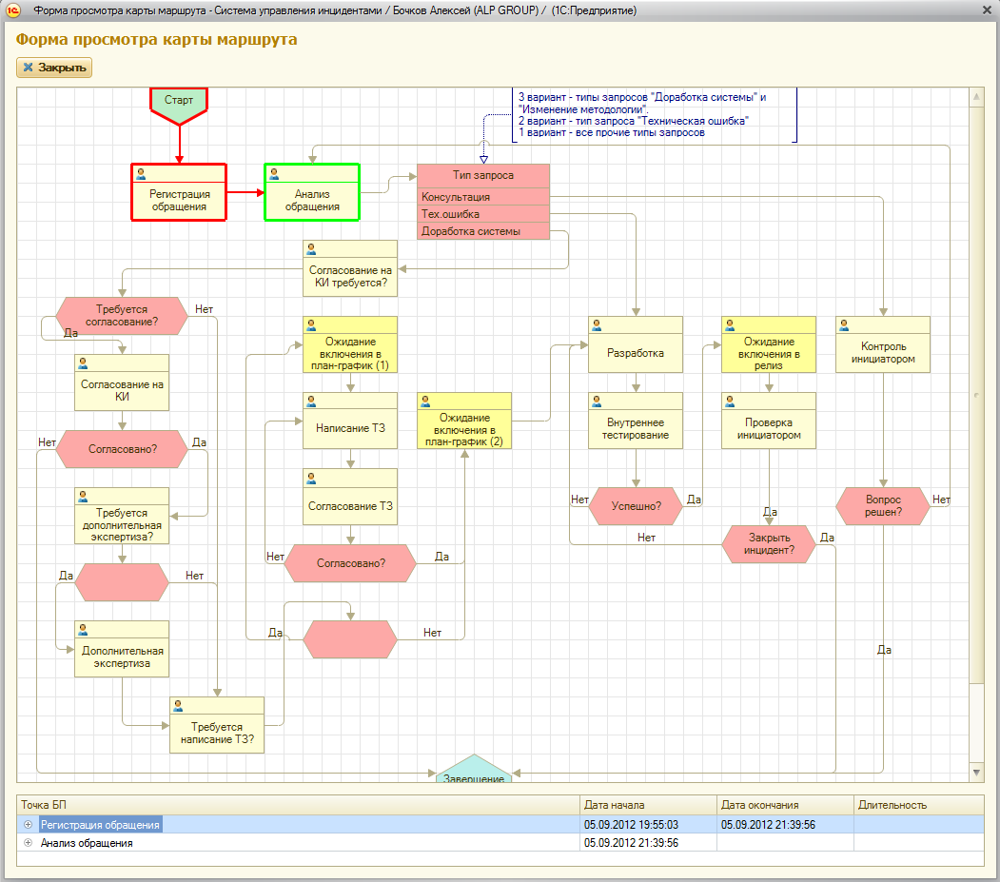 Форма просмотра карты маршрута - Система управления инцидентами / Бочков Алексей (ALP GROUP) / (1С:Предприятие)
Форма просмотра карты маршрута
Закрыть
Старт
3 вариант - типы запросов "Доработка системы" и
"Изменение методологии".
2 вариант - тип запроса "Техническая ошибка"
1 вариант - все прочие типы запросов
Регистрация
обращения
Анализ
обращения
Тип запроса
Консультация
Тех.ошибка
Доработка системы
Согласование на
КИ требуется?
Требуется
согласование?
Нет
Да
Ожидание
включения в
план-график (1)
Разработка
Ожидание
включения в
релиз
Контроль
инициатором
Согласование на
КИ
Написание ТЗ
Ожидание
включения в
план-график (2)
Внутреннее
тестирование
Проверка
инициатором
Нет
Согласовано?
Да
Требуется
дополнительная
экспертиза?
Согласование ТЗ
Нет
Успешно?
Да
Да
Вопрос
решен?
Нет
Нет
Закрыть
инцидент?
Да
Нет
Согласовано?
Да
Да
Нет
Да
Нет
Дополнительная
экспертиза
Да
Требуется
написание ТЗ?
Завершение
Точка БП
Дата начала
Дата окончания
Длительность
Регистрация обращения
05.09.2012 19:55:03
05.09.2012 21:39:56
Анализ обращения
05.09.2012 21:39:56